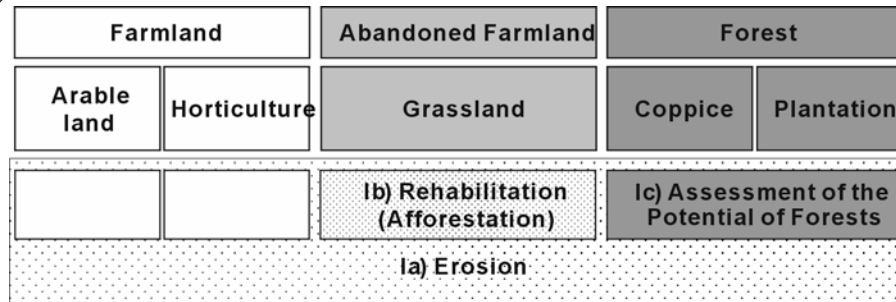 Farmland Abandoned Farmland Forest
Arable
land
Horticulture Grassland Coppice Plantation
Ib) Rehabilitation
(Afforestation)
Ic) Assessment of the
Potential of Forests
Ia) Erosion